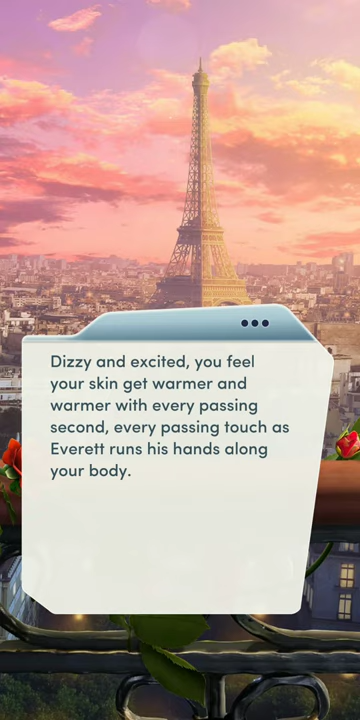 Dizzy and excited, you feel
your skin get warmer and
warmer with every passing
second, every passing touch as
Everett runs his hands along
your body.